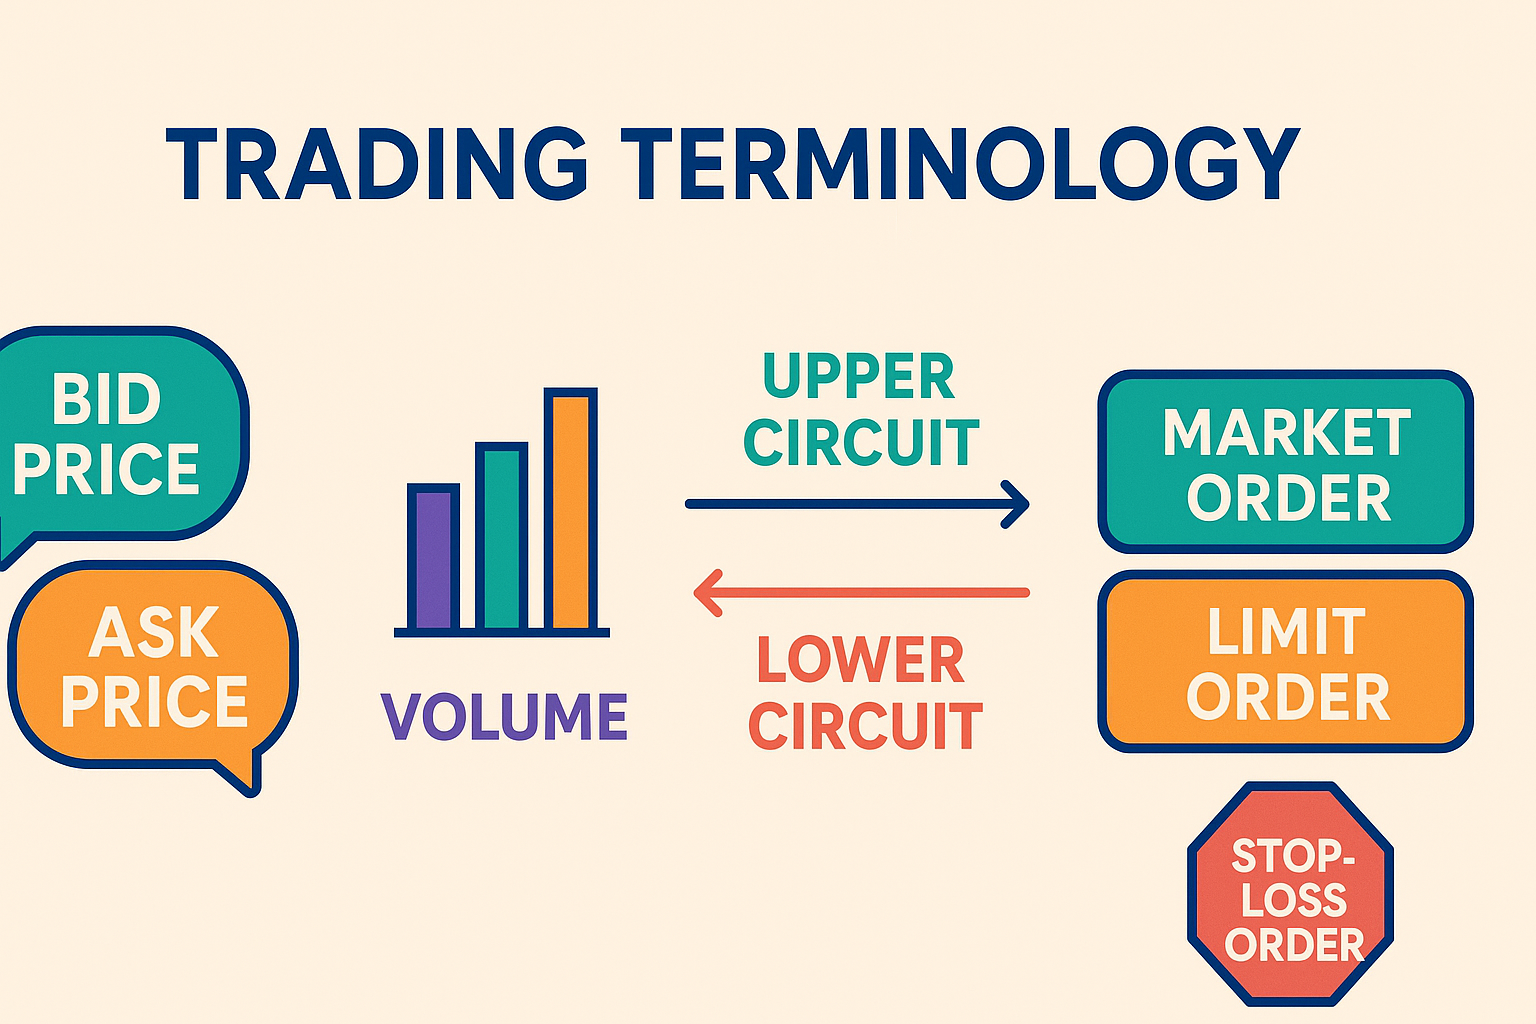 TRADING TERMINOLOGY
BID
PRICE
ASK
PRICE
VOLUME
UPPER
CIRCUIT
LOWER
CIRCUIT
MARKET
ORDER
LIMIT
ORDER
STOP-
LOSS
ORDER